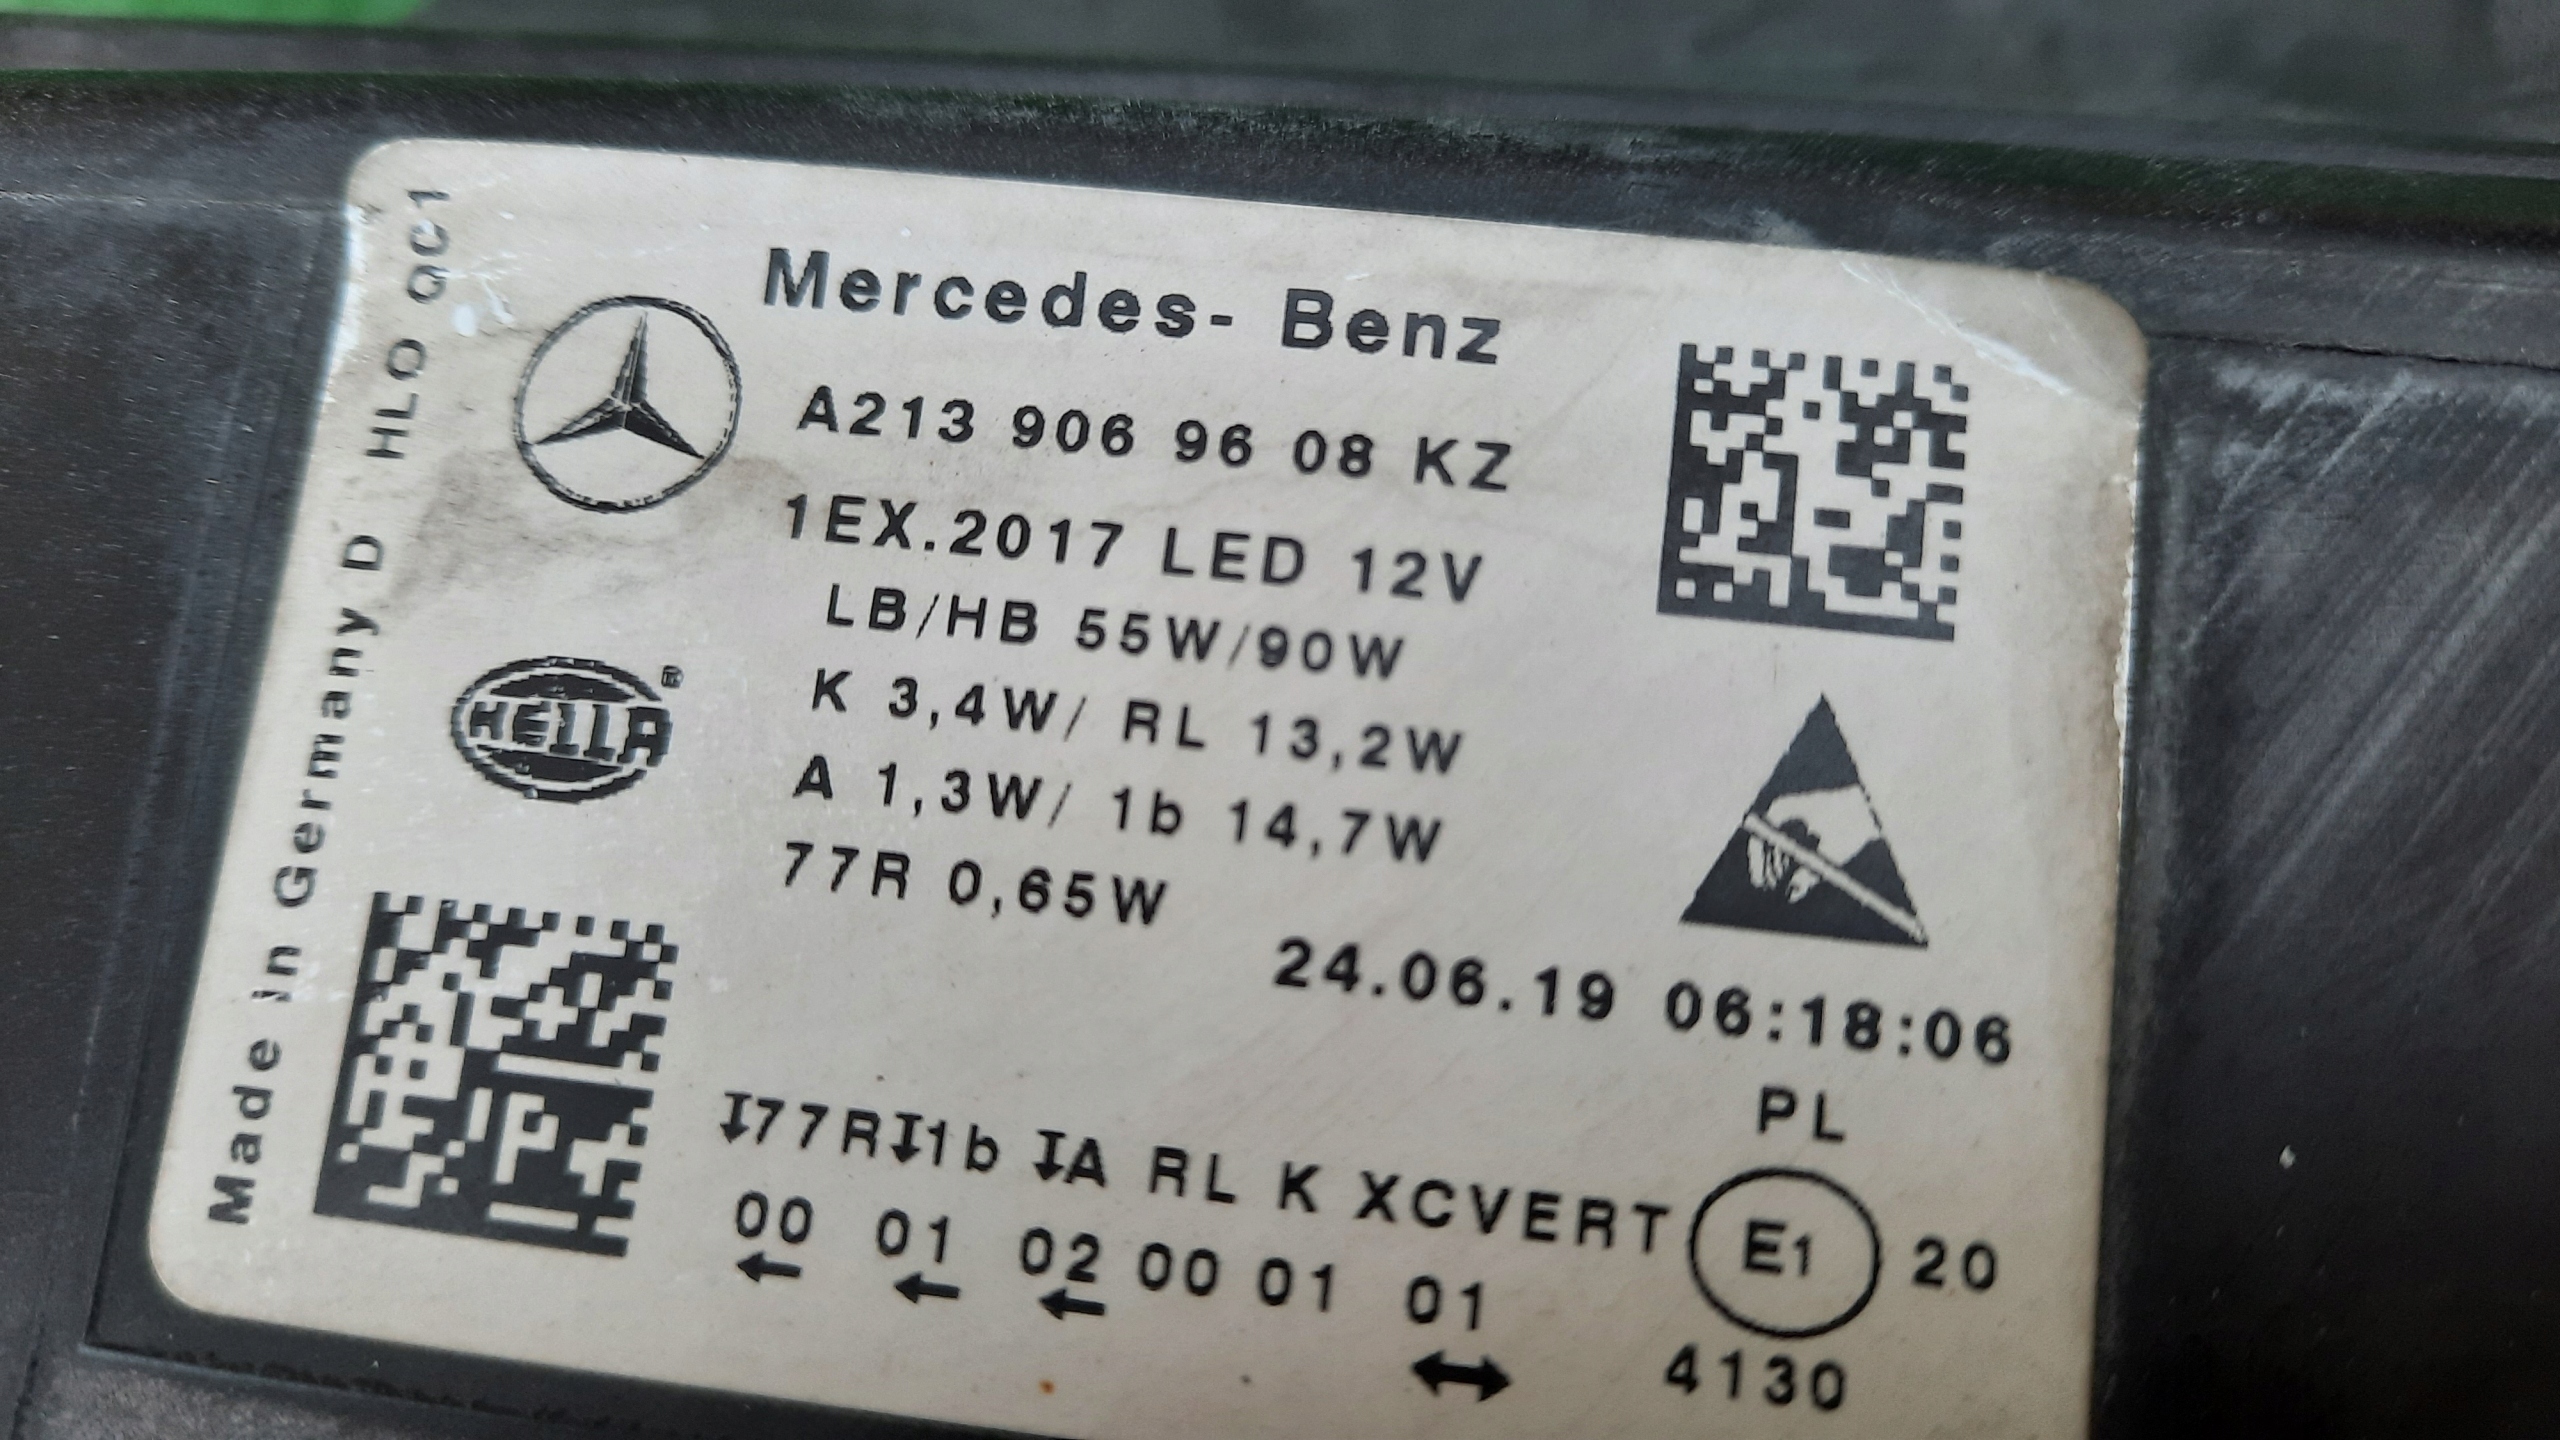 Mercedes- Benz
A213 906 96 08 KZ
1EX.2017 LED 12V
LB/HB 55W/90W
K 3,4W/ RL 13,2W
A 1,3W/ 1b 14,7W
77R 0,65W
24.06.19 06:18:06
PL
I77RI1b IA RL K XCVERT E1 20
00 01 02 00 01 01
← ← ← ↔
4130
HELLA®
Made in Germany D HLO QC1